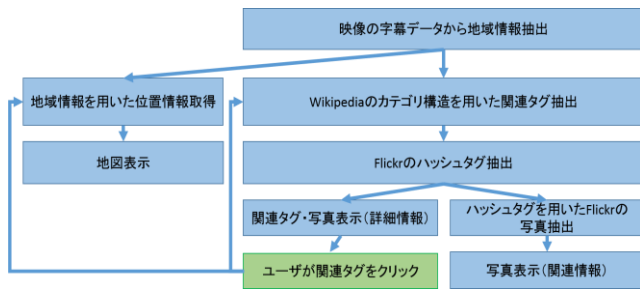 映像の字幕データから地域情報抽出
地域情報を用いた位置情報取得
Wikipediaのカテゴリ構造を用いた関連タグ抽出
地図表示
Flickrのハッシュタグ抽出
関連タグ・写真表示(詳細情報)
ハッシュタグを用いたFlickrの
写真抽出
ユーザが関連タグをクリック
写真表示(関連情報)